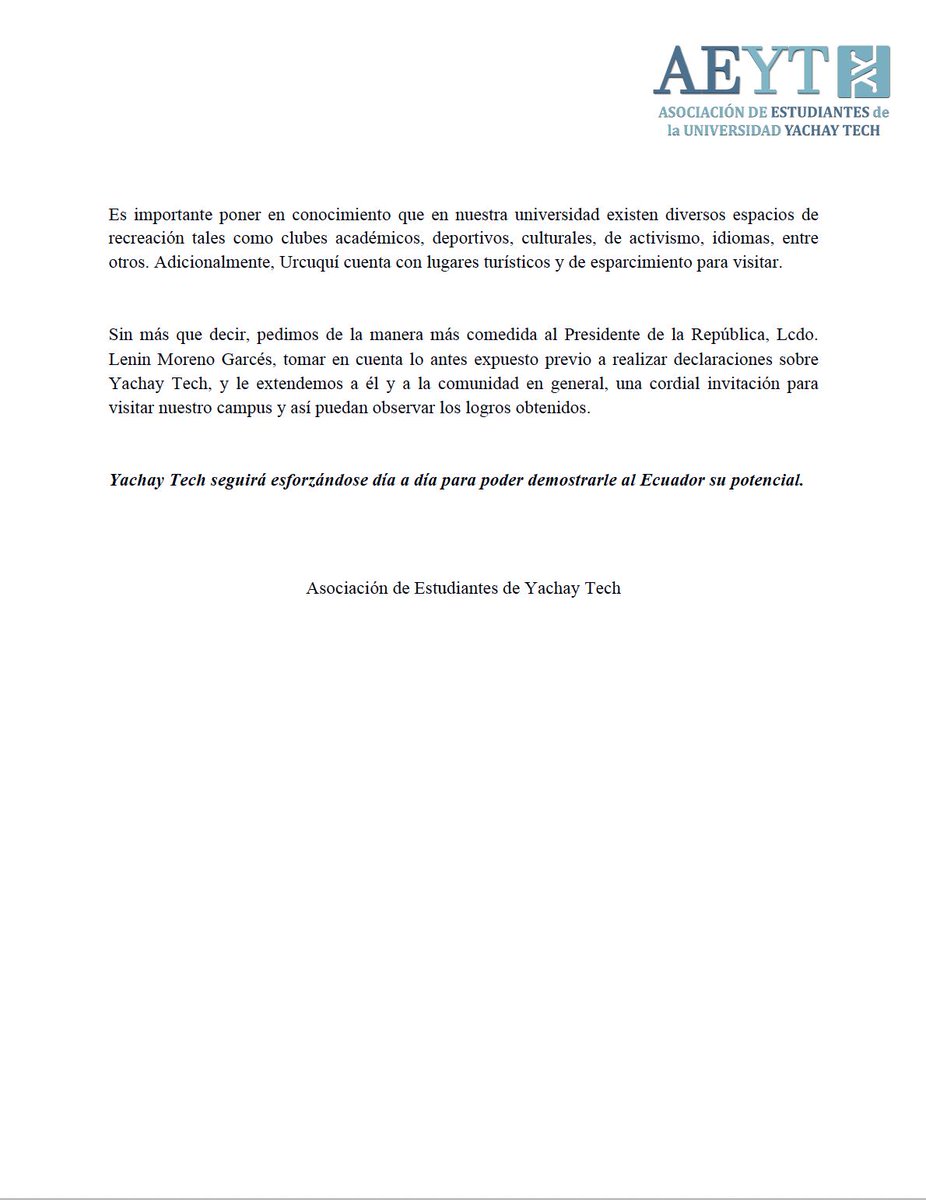 AEYT
ASOCIACIÓN DE ESTUDIANTES de
la UNIVERSIDAD YACHAY TECH
Es importante poner en conocimiento que en nuestra universidad existen diversos espacios de
recreación tales como clubes académicos, deportivos, culturales, de activismo, idiomas, entre
otros. Adicionalmente, Urcuquí cuenta con lugares turísticos y de esparcimiento para visitar.
Sin más que decir, pedimos de la manera más comedida al Presidente de la República, Lcdo.
Lenin Moreno Garcés, tomar en cuenta lo antes expuesto previo a realizar declaraciones sobre
Yachay Tech, y le extendemos a él y a la comunidad en general, una cordial invitación para
visitar nuestro campus y así puedan observar los logros obtenidos.
Yachay Tech seguirá esforzándose día a día para poder demostrarle al Ecuador su potencial.
Asociación de Estudiantes de Yachay Tech